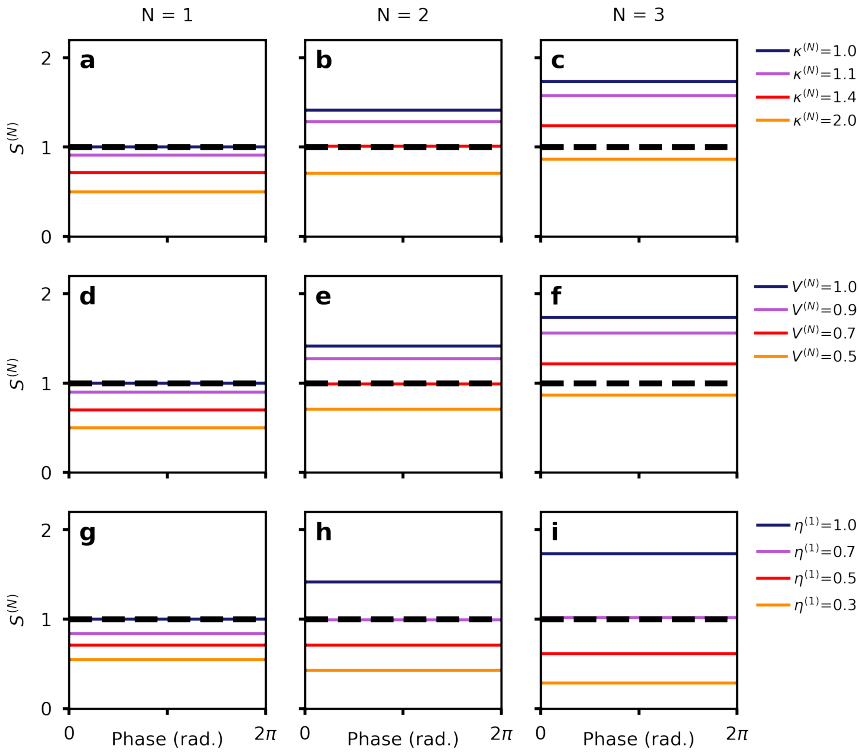 N = 1 N = 2 N = 3
2 a b c κ⁽ᴺ⁾=1.0
κ⁽ᴺ⁾=1.1
κ⁽ᴺ⁾=1.4
κ⁽ᴺ⁾=2.0
S⁽ᴺ⁾ 1
0
2 d e f V⁽ᴺ⁾=1.0
V⁽ᴺ⁾=0.9
V⁽ᴺ⁾=0.7
V⁽ᴺ⁾=0.5
S⁽ᴺ⁾ 1
0
2 g h i η⁽¹⁾=1.0
η⁽¹⁾=0.7
η⁽¹⁾=0.5
η⁽¹⁾=0.3
S⁽ᴺ⁾ 1
0
0 Phase (rad.) 2π 0 Phase (rad.) 2π 0 Phase (rad.) 2π